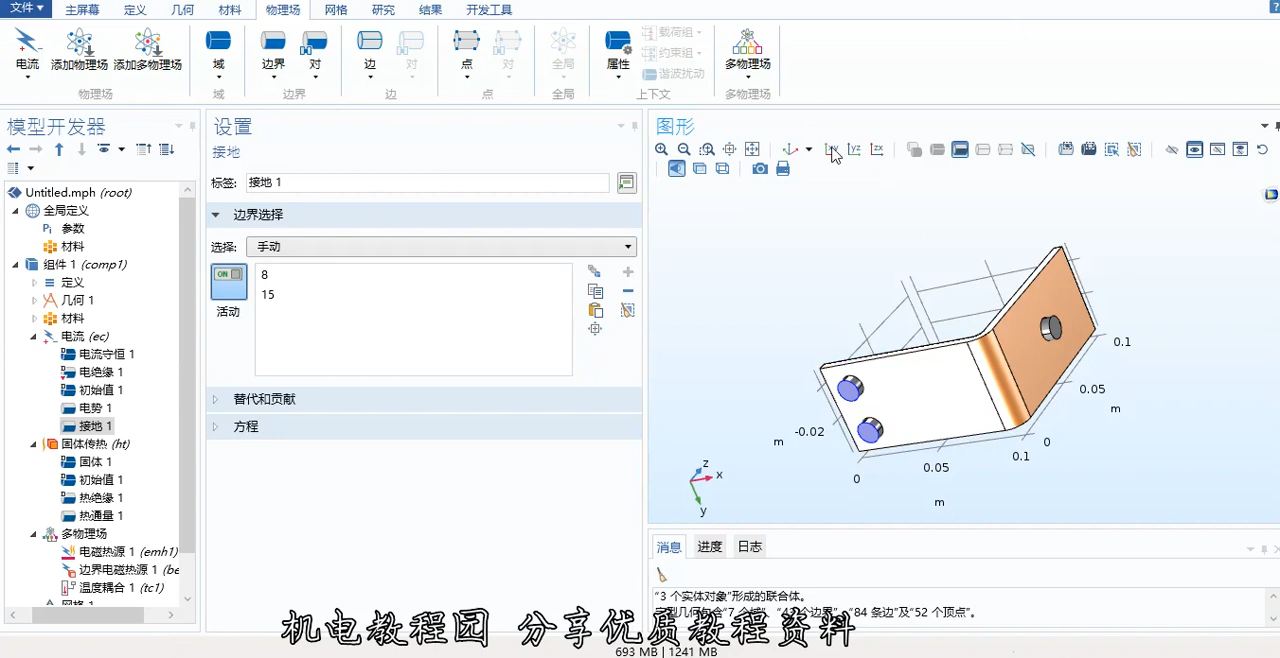 文件 主屏幕 定义 几何 材料 物理场 网格 研究 结果 开发工具
电流 添加物理场 添加多物理场 域 边界 对 边 对 点 对 全局 属性 载荷组 约束组 谐波扰动 多物理场
物理场 域 边界 边 点 全局 上下文 多物理场
模型开发器
Untitled.mph (root)
全局定义
Pi 参数
材料
组件 1 (comp1)
定义
几何 1
材料
电流 (ec)
电流守恒 1
电绝缘 1
初始值 1
电势 1
接地 1
固体传热 (ht)
固体 1
初始值 1
热绝缘 1
热通量 1
多物理场
电磁热源 1 (emh1)
边界电磁热源 1 (be
温度耦合 1 (tc1)
设置
接地
标签: 接地 1
边界选择
选择: 手动
ON
活动
8
15
替代和贡献
方程
图形
xy yz zx
0.1
0.05
m
0
0.1
0.05
0
m
-0.02
m
z
x
y
消息 进度 日志
“3 个实体对象”形成的联合体。
“84 条边”及“52 个顶点”。
机电教程园 分享优质教程资料
693 MB | 1241 MB